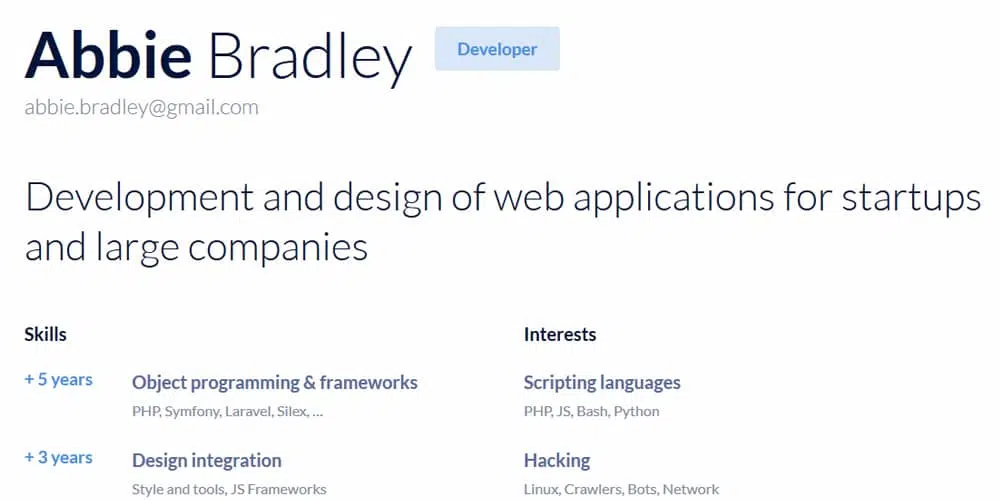 Abbie Bradley Developer
abbie.bradley@gmail.com
Development and design of web applications for startups
and large companies
Skills
+ 5 years Object programming & frameworks
PHP, Symfony, Laravel, Silex, ...
+ 3 years Design integration
Style and tools, JS Frameworks
Interests
Scripting languages
PHP, JS, Bash, Python
Hacking
Linux, Crawlers, Bots, Network